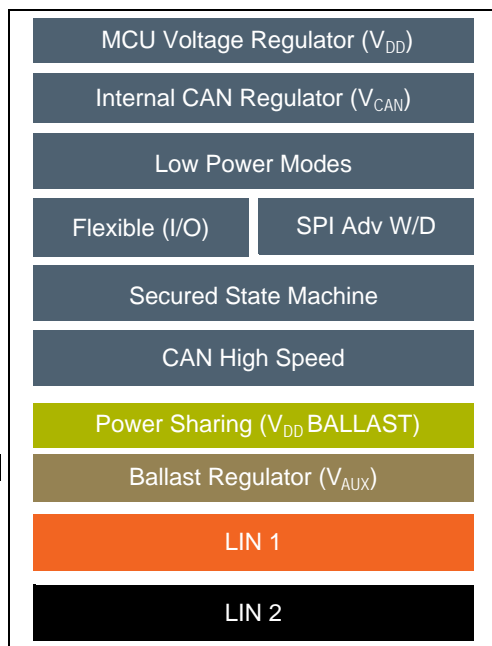 MCU Voltage Regulator (VDD)
Internal CAN Regulator (VCAN)
Low Power Modes
Flexible (I/O)
SPI Adv W/D
Secured State Machine
CAN High Speed
Power Sharing (VDD BALLAST)
Ballast Regulator (VAUX)
LIN 1
LIN 2